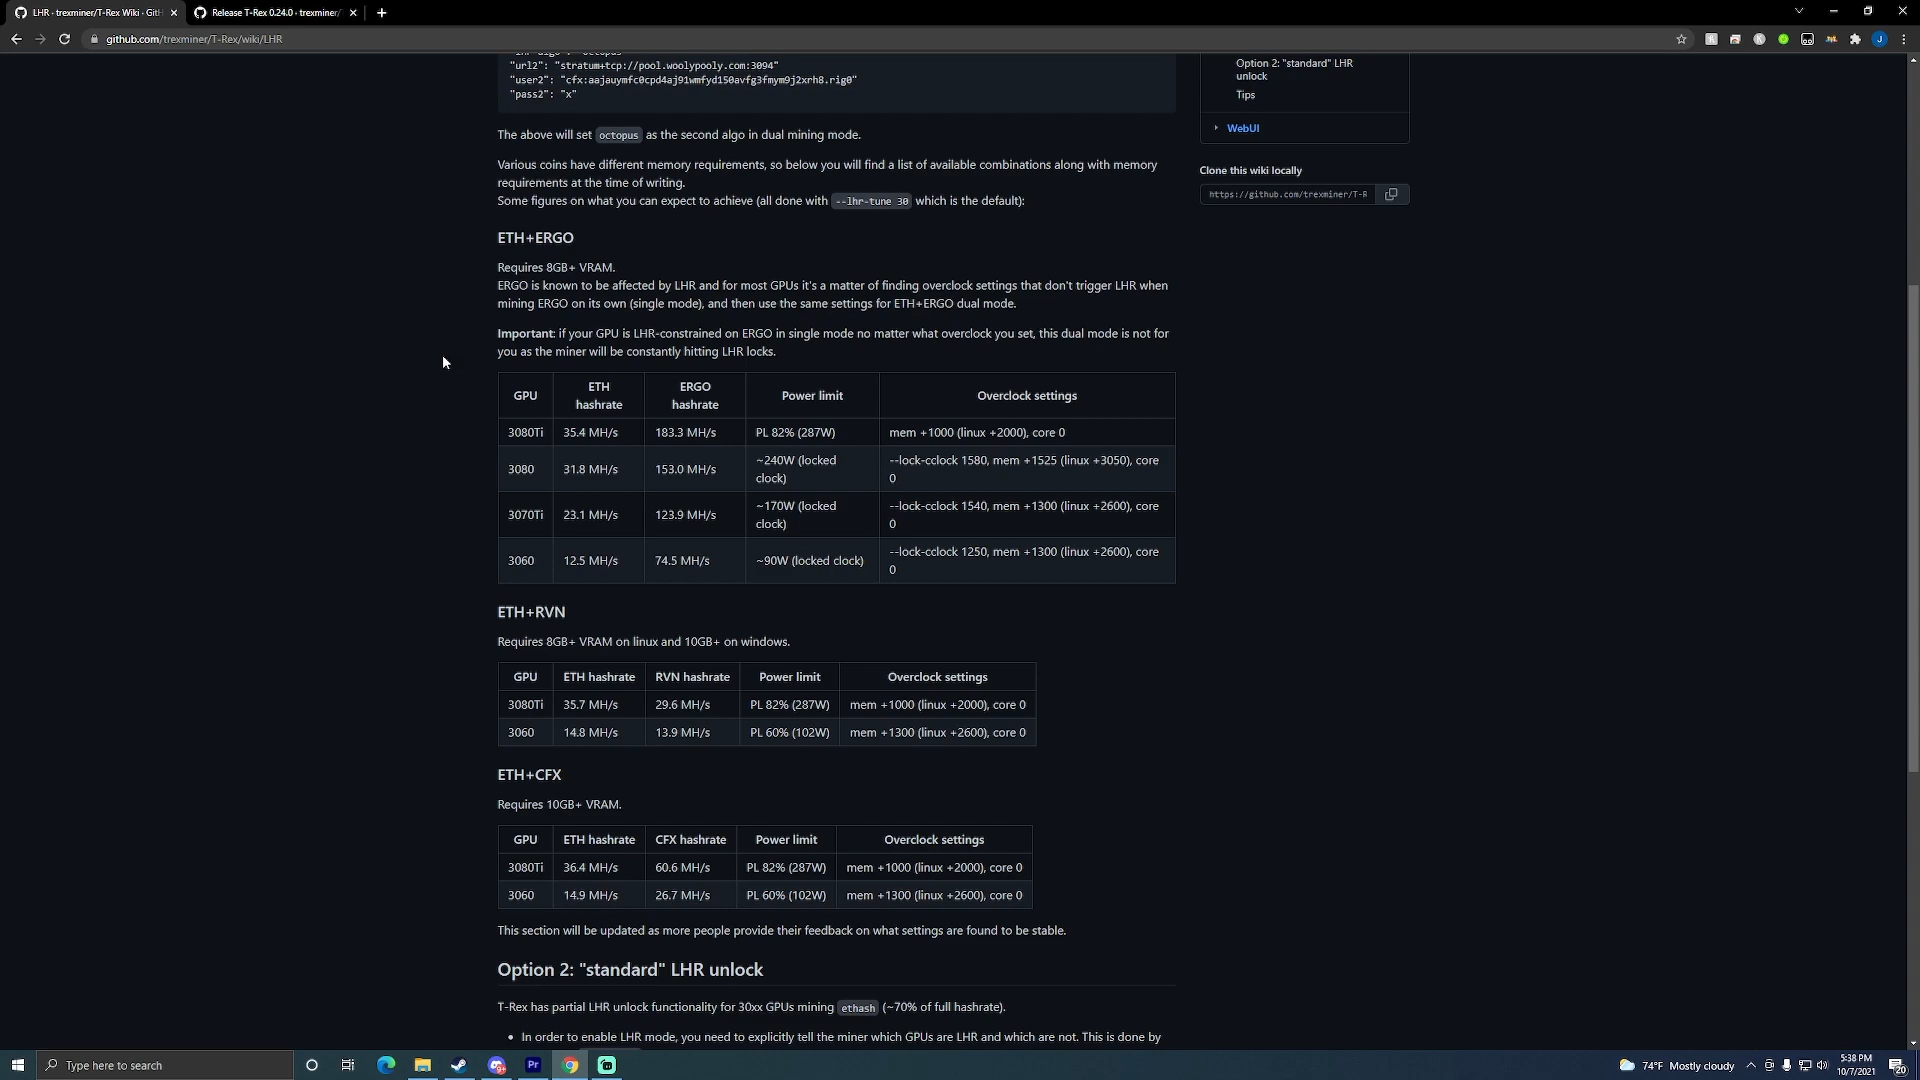 LHR · trexminer/T-Rex Wiki · GitH
Release T-Rex 0.24.0 · trexminer/
github.com/trexminer/T-Rex/wiki/LHR
"url2": "stratum+tcp://pool.woolypooly.com:3094"
"user2": "cfx:aajauymfc0cpd4aj91wmfyd150avfg3fmym9j2xrh8.rig0"
"pass2": "x"
The above will set octopus as the second algo in dual mining mode.
Various coins have different memory requirements, so below you will find a list of available combinations along with memory
requirements at the time of writing.
Some figures on what you can expect to achieve (all done with --lhr-tune 30 which is the default):
ETH+ERGO
Requires 8GB+ VRAM.
ERGO is known to be affected by LHR and for most GPUs it's a matter of finding overclock settings that don't trigger LHR when
mining ERGO on its own (single mode), and then use the same settings for ETH+ERGO dual mode.
Important: if your GPU is LHR-constrained on ERGO in single mode no matter what overclock you set, this dual mode is not for
you as the miner will be constantly hitting LHR locks.
GPU ETH hashrate ERGO hashrate Power limit Overclock settings
3080Ti 35.4 MH/s 183.3 MH/s PL 82% (287W) mem +1000 (linux +2000), core 0
3080 31.8 MH/s 153.0 MH/s ~240W (locked clock) --lock-cclock 1580, mem +1525 (linux +3050), core 0
3070Ti 23.1 MH/s 123.9 MH/s ~170W (locked clock) --lock-cclock 1540, mem +1300 (linux +2600), core 0
3060 12.5 MH/s 74.5 MH/s ~90W (locked clock) --lock-cclock 1250, mem +1300 (linux +2600), core 0
ETH+RVN
Requires 8GB+ VRAM on linux and 10GB+ on windows.
GPU ETH hashrate RVN hashrate Power limit Overclock settings
3080Ti 35.7 MH/s 29.6 MH/s PL 82% (287W) mem +1000 (linux +2000), core 0
3060 14.8 MH/s 13.9 MH/s PL 60% (102W) mem +1300 (linux +2600), core 0
ETH+CFX
Requires 10GB+ VRAM.
GPU ETH hashrate CFX hashrate Power limit Overclock settings
3080Ti 36.4 MH/s 60.6 MH/s PL 82% (287W) mem +1000 (linux +2000), core 0
3060 14.9 MH/s 26.7 MH/s PL 60% (102W) mem +1300 (linux +2600), core 0
This section will be updated as more people provide their feedback on what settings are found to be stable.
Option 2: "standard" LHR unlock
T-Rex has partial LHR unlock functionality for 30xx GPUs mining ethash (~70% of full hashrate).
• In order to enable LHR mode, you need to explicitly tell the miner which GPUs are LHR and which are not. This is done by
Option 2: "standard" LHR
unlock
Tips
WebUI
Clone this wiki locally
https://github.com/trexminer/T-R
Type here to search
Pr
74°F Mostly cloudy
5:38 PM
10/7/2021
20